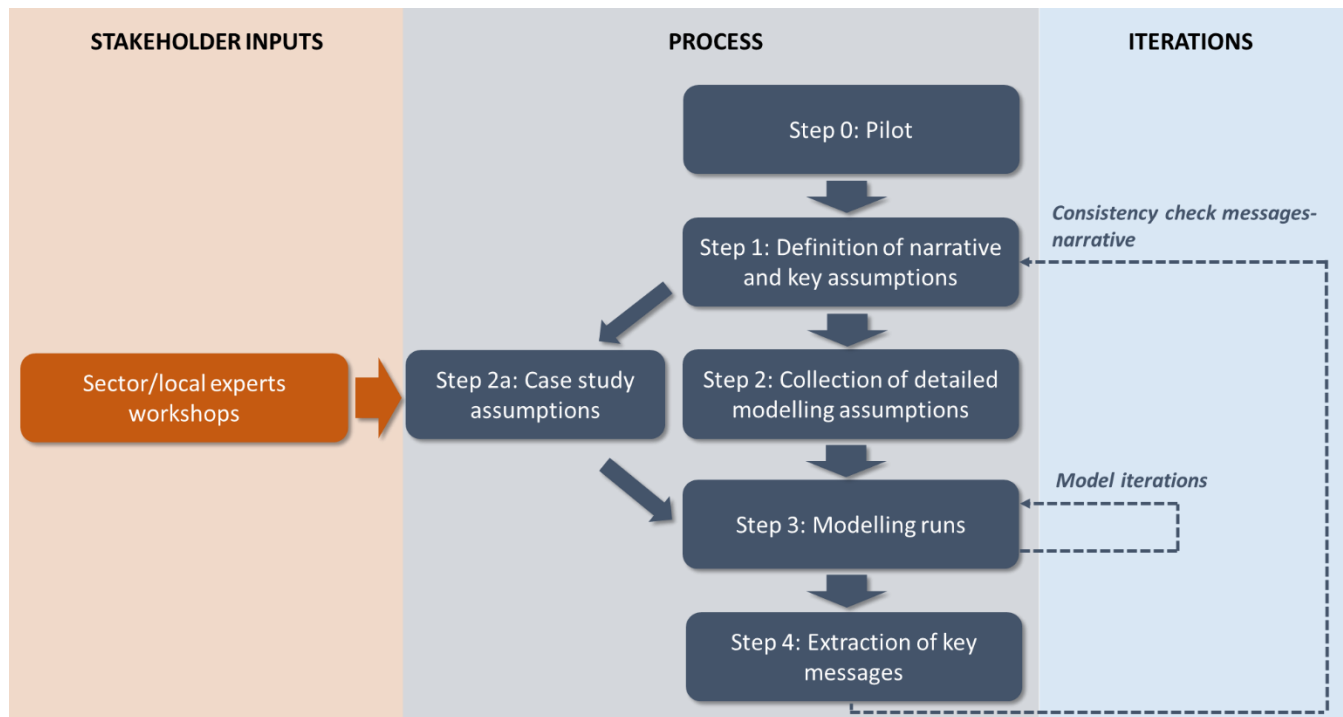 STAKEHOLDER INPUTS
PROCESS
ITERATIONS
Step 0: Pilot
Consistency check messages-
narrative
Step 1: Definition of narrative
and key assumptions
Sector/local experts
workshops
Step 2a: Case study
assumptions
Step 2: Collection of detailed
modelling assumptions
Model iterations
Step 3: Modelling runs
Step 4: Extraction of key
messages